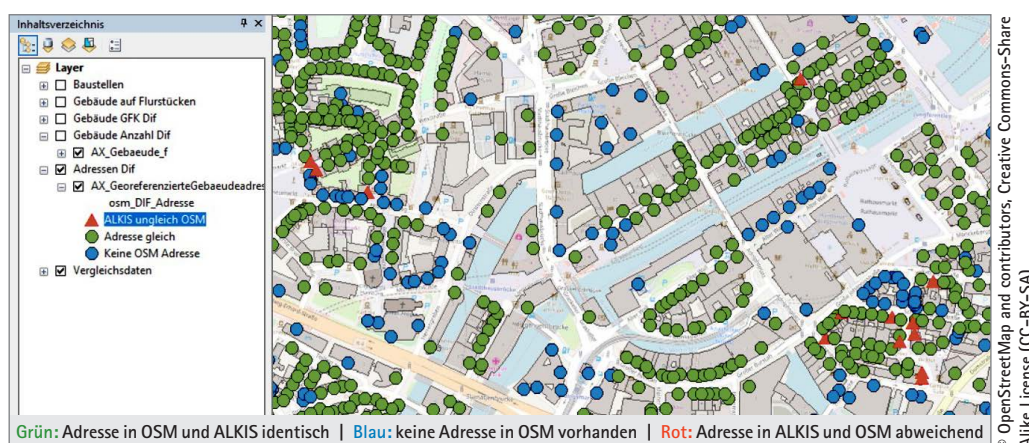 Inhaltsverzeichnis
Layer
Baustellen
Gebäude auf Flurstücken
Gebäude GFK Dif
Gebäude Anzahl Dif
AX_Gebaeude_f
Adressen Dif
AX_GeoreferenzierteGebaeudeadres
osm_DIF_Adresse
ALKIS ungleich OSM
Adresse gleich
Keine OSM Adresse
Vergleichsdaten
Grün: Adresse in OSM und ALKIS identisch | Blau: keine Adresse in OSM vorhanden | Rot: Adresse in ALKIS und OSM abweichend
© OpenStreetMap and contributors, Creative Commons-Share
Alike License (CC-BY-SA)